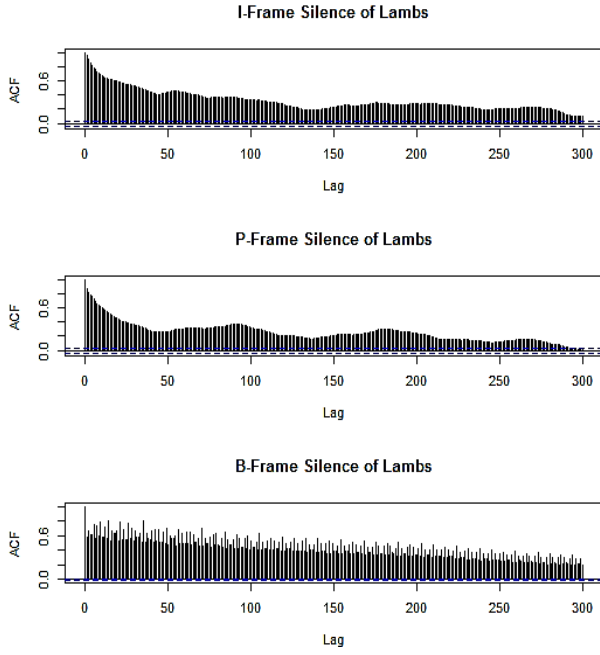 I-Frame Silence of Lambs
ACF
0.6
0.0
0 50 100 150 200 250 300
Lag
P-Frame Silence of Lambs
ACF
0.6
0.0
0 50 100 150 200 250 300
Lag
B-Frame Silence of Lambs
ACF
0.6
0.0
0 50 100 150 200 250 300
Lag